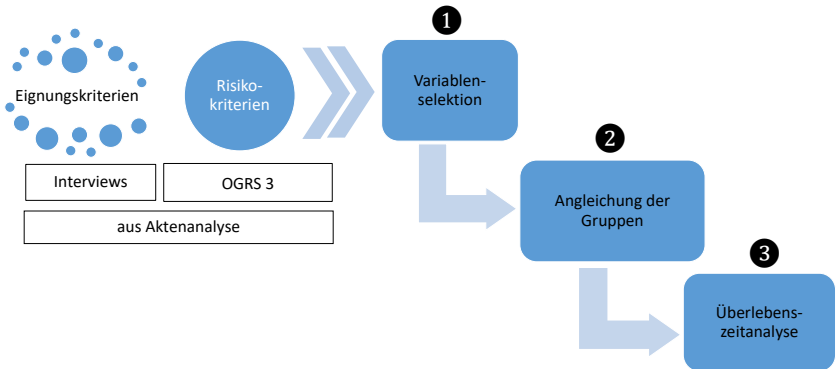 Eignungskriterien
Risiko-
kriterien
Interviews
OGRS 3
aus Aktenanalyse
1
Variablen-
selektion
2
Angleichung der
Gruppen
3
Überlebens-
zeitanalyse